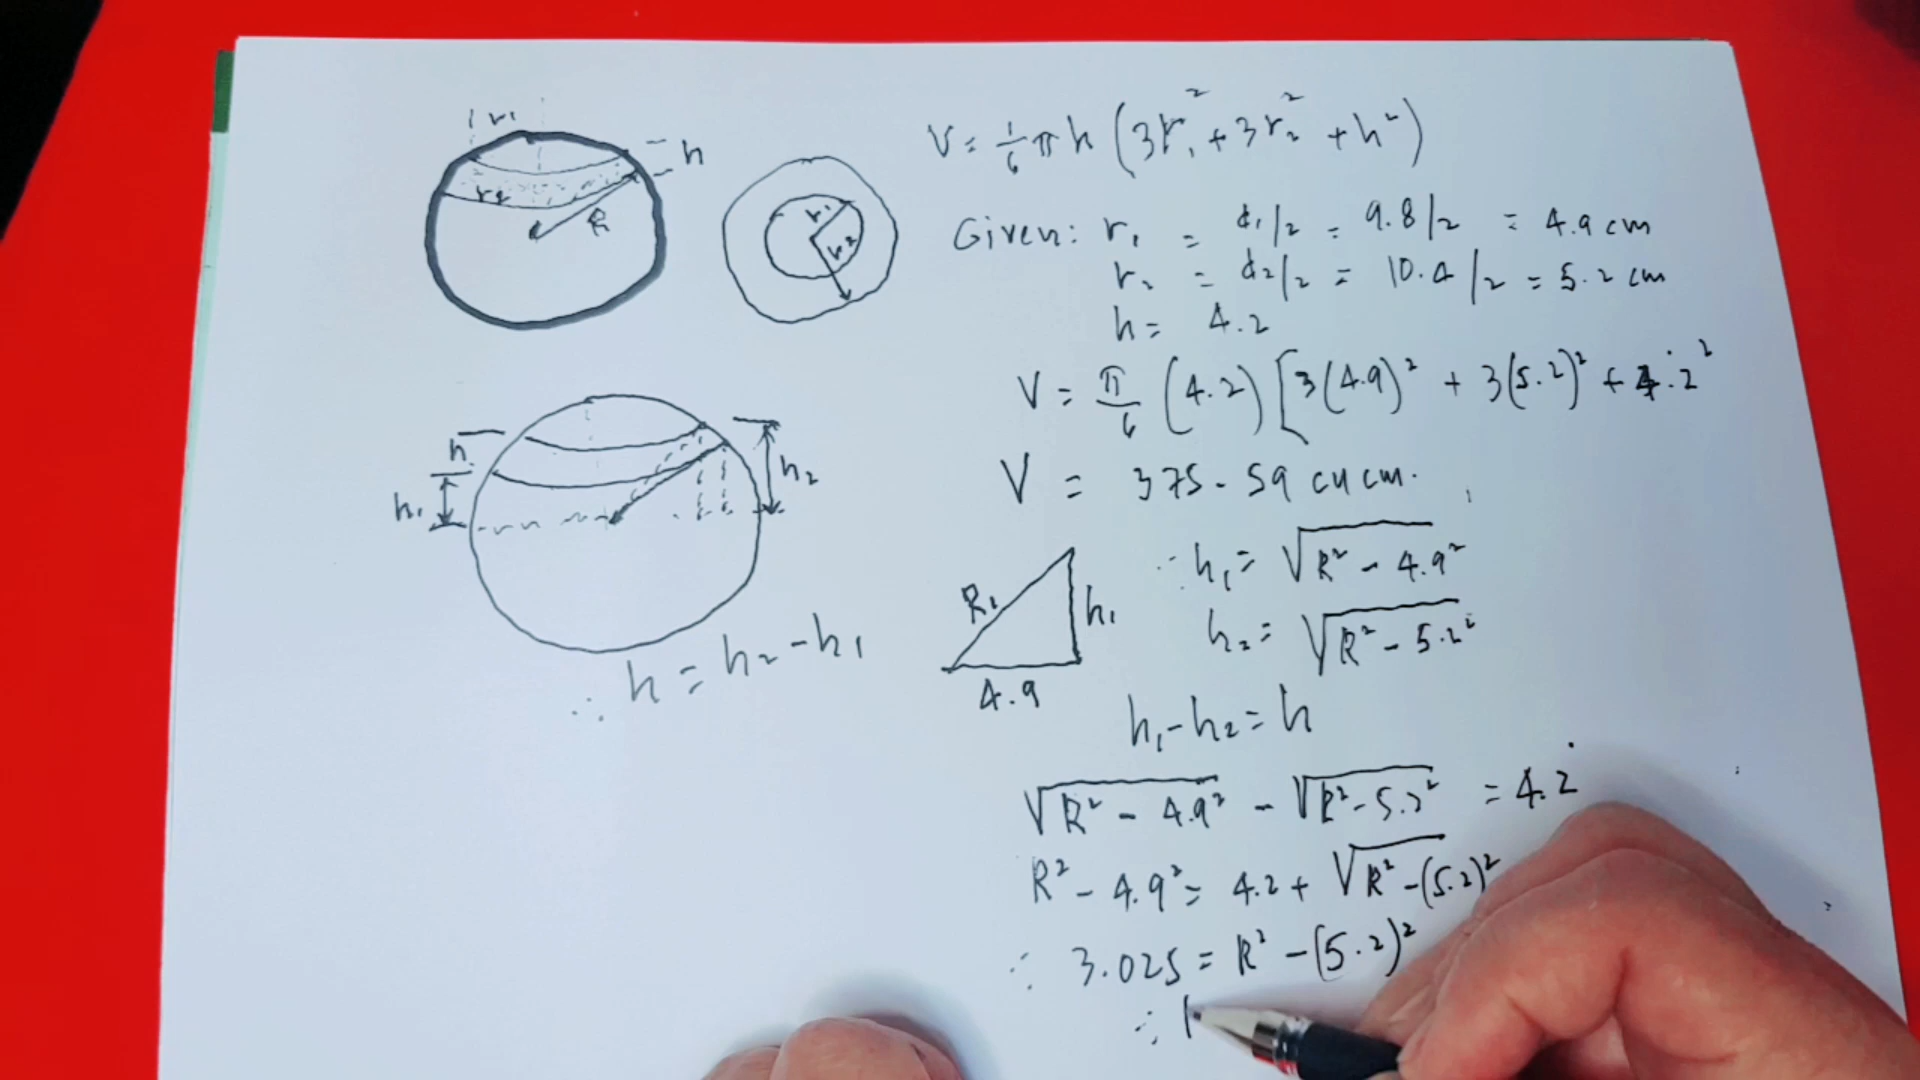 r₁
h
r₂
R
r₁
r₂
h
h₁
h₂
∴ h = h₂ - h₁
V = 1/6 π h (3r₁² + 3r₂² + h²)
Given: r₁ = d₁/2 = 9.8/2 = 4.9 cm
r₂ = d₂/2 = 10.4/2 = 5.2 cm
h = 4.2
V = π/6 (4.2) [3(4.9)² + 3(5.2)² + 4.2²
V = 375.59 cu cm.
R₁
h₁
4.9
∵ h₁ = √R² - 4.9²
h₂ = √R² - 5.2²
h₁ - h₂ = h
√R² - 4.9² - √R² - 5.2² = 4.2
R² - 4.9² = 4.2 + √R² - (5.2)²
∴ 3.025 = R² - (5.2)²